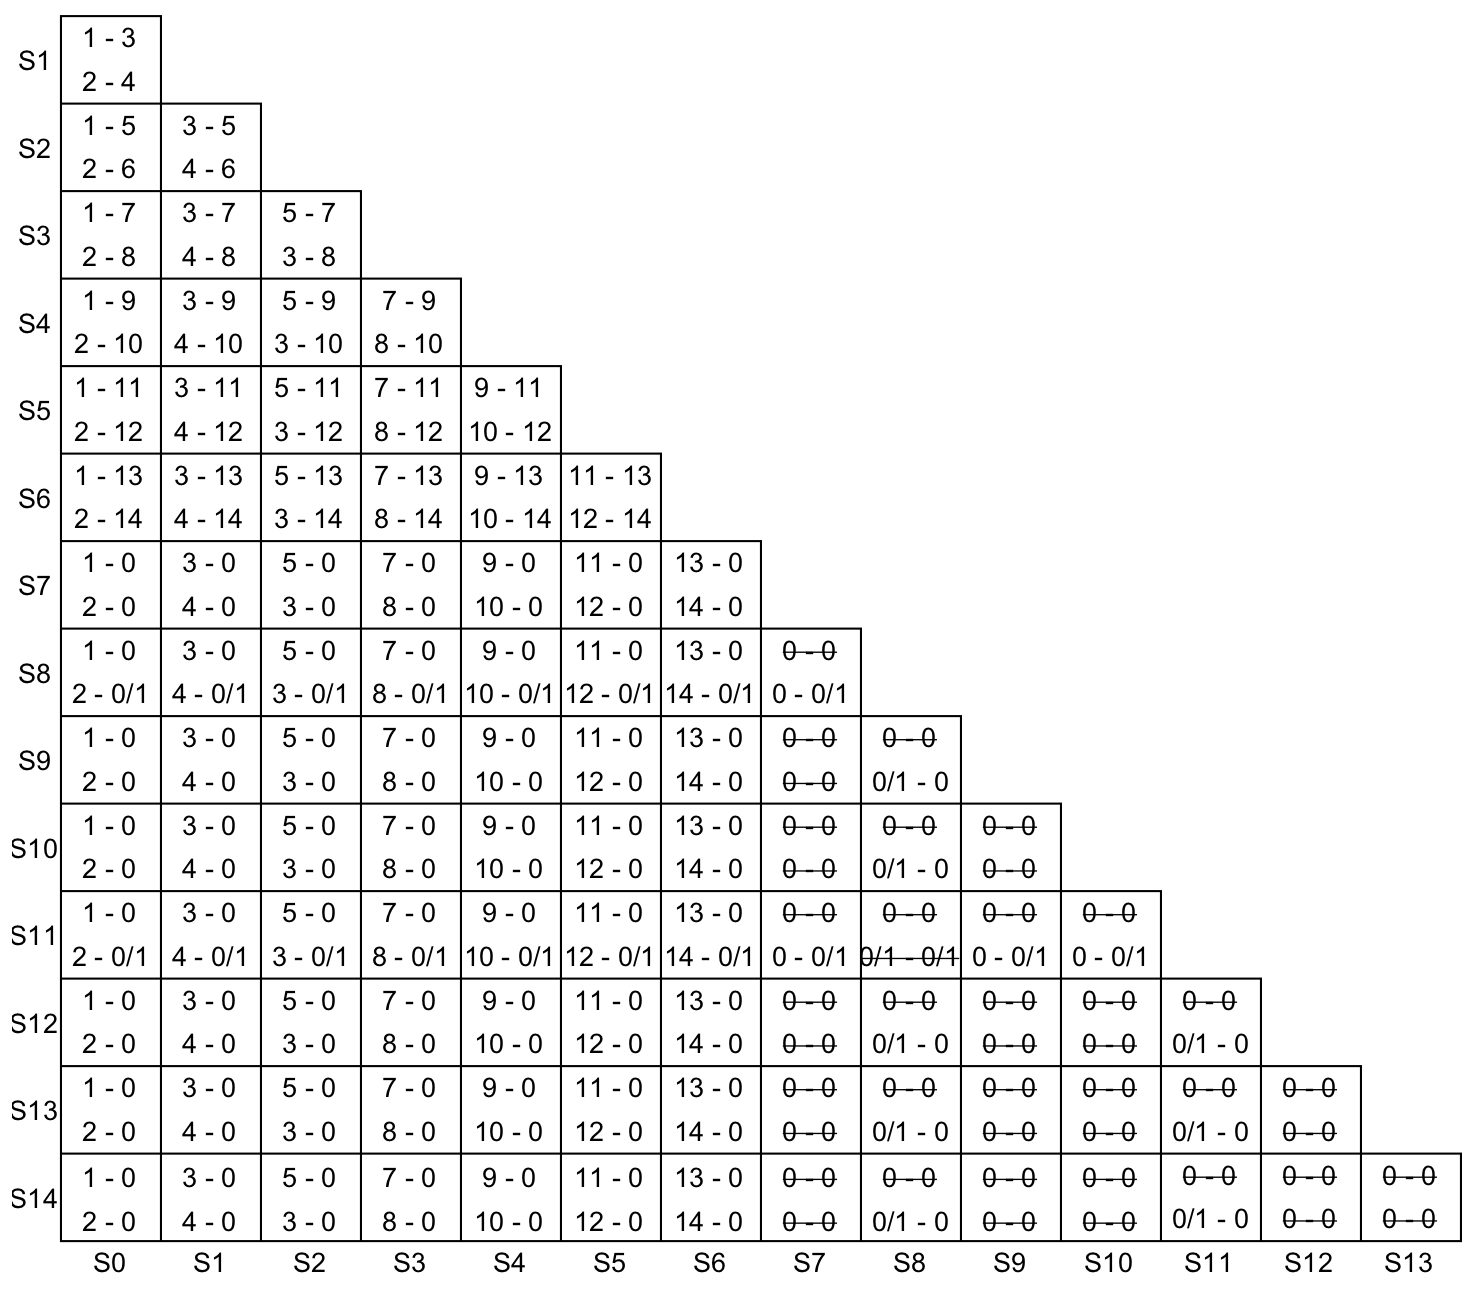 1 - 3
S1
2 - 4
1 - 5 3 - 5
S2
2 - 6 4 - 6
1 - 7 3 - 7 5 - 7
S3
2 - 8 4 - 8 3 - 8
1 - 9 3 - 9 5 - 9 7 - 9
S4
2 - 10 4 - 10 3 - 10 8 - 10
1 - 11 3 - 11 5 - 11 7 - 11 9 - 11
S5
2 - 12 4 - 12 3 - 12 8 - 12 10 - 12
1 - 13 3 - 13 5 - 13 7 - 13 9 - 13 11 - 13
S6
2 - 14 4 - 14 3 - 14 8 - 14 10 - 14 12 - 14
1 - 0 3 - 0 5 - 0 7 - 0 9 - 0 11 - 0 13 - 0
S7
2 - 0 4 - 0 3 - 0 8 - 0 10 - 0 12 - 0 14 - 0
1 - 0 3 - 0 5 - 0 7 - 0 9 - 0 11 - 0 13 - 0 0 - 0
S8
2 - 0/1 4 - 0/1 3 - 0/1 8 - 0/1 10 - 0/1 12 - 0/1 14 - 0/1 0 - 0/1
1 - 0 3 - 0 5 - 0 7 - 0 9 - 0 11 - 0 13 - 0 0 - 0 0 - 0
S9
2 - 0 4 - 0 3 - 0 8 - 0 10 - 0 12 - 0 14 - 0 0 - 0 0/1 - 0
1 - 0 3 - 0 5 - 0 7 - 0 9 - 0 11 - 0 13 - 0 0 - 0 0 - 0 0 - 0
S10
2 - 0 4 - 0 3 - 0 8 - 0 10 - 0 12 - 0 14 - 0 0 - 0 0/1 - 0 0 - 0
1 - 0 3 - 0 5 - 0 7 - 0 9 - 0 11 - 0 13 - 0 0 - 0 0 - 0 0 - 0 0 - 0
S11
2 - 0/1 4 - 0/1 3 - 0/1 8 - 0/1 10 - 0/1 12 - 0/1 14 - 0/1 0 - 0/1 0/1 - 0/1 0 - 0/1 0 - 0/1
1 - 0 3 - 0 5 - 0 7 - 0 9 - 0 11 - 0 13 - 0 0 - 0 0 - 0 0 - 0 0 - 0 0 - 0
S12
2 - 0 4 - 0 3 - 0 8 - 0 10 - 0 12 - 0 14 - 0 0 - 0 0/1 - 0 0 - 0 0 - 0 0/1 - 0
1 - 0 3 - 0 5 - 0 7 - 0 9 - 0 11 - 0 13 - 0 0 - 0 0 - 0 0 - 0 0 - 0 0 - 0 0 - 0
S13
2 - 0 4 - 0 3 - 0 8 - 0 10 - 0 12 - 0 14 - 0 0 - 0 0/1 - 0 0 - 0 0 - 0 0/1 - 0 0 - 0
1 - 0 3 - 0 5 - 0 7 - 0 9 - 0 11 - 0 13 - 0 0 - 0 0 - 0 0 - 0 0 - 0 0 - 0 0 - 0 0 - 0
S14
2 - 0 4 - 0 3 - 0 8 - 0 10 - 0 12 - 0 14 - 0 0 - 0 0/1 - 0 0 - 0 0 - 0 0/1 - 0 0 - 0 0 - 0
S0 S1 S2 S3 S4 S5 S6 S7 S8 S9 S10 S11 S12 S13